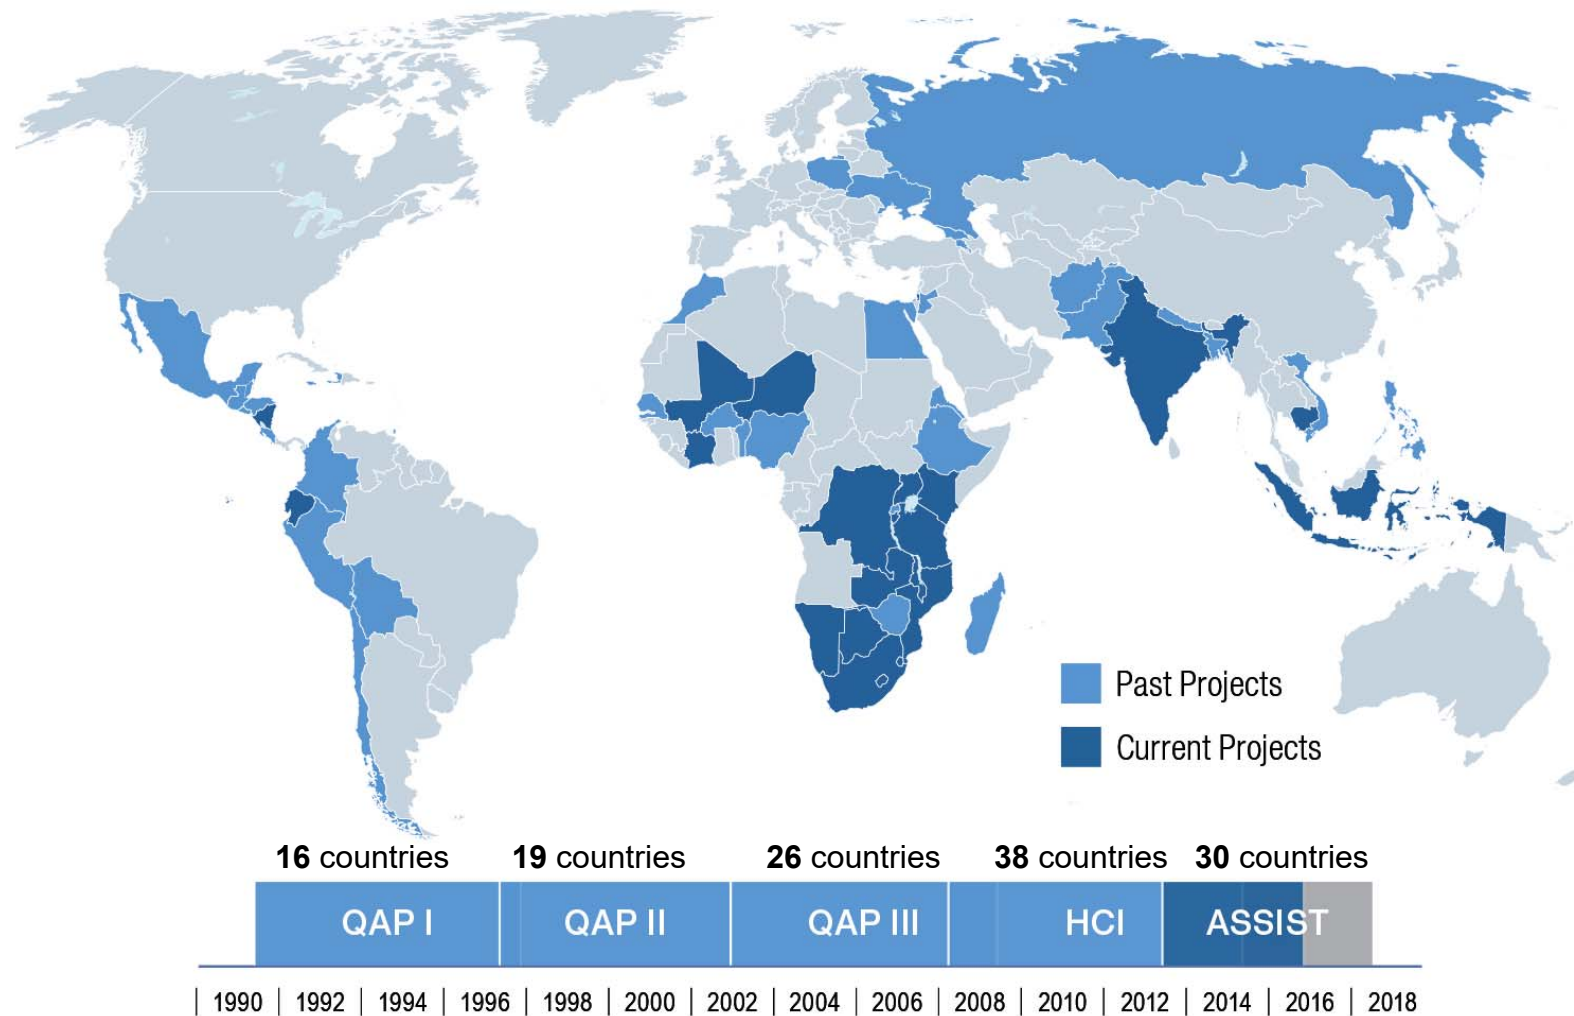 Past Projects
Current Projects
16 countries 19 countries 26 countries 38 countries 30 countries
QAP I QAP II QAP III HCI ASSIST
| 1990 | 1992 | 1994 | 1996 | 1998 | 2000 | 2002 | 2004 | 2006 | 2008 | 2010 | 2012 | 2014 | 2016 | 2018